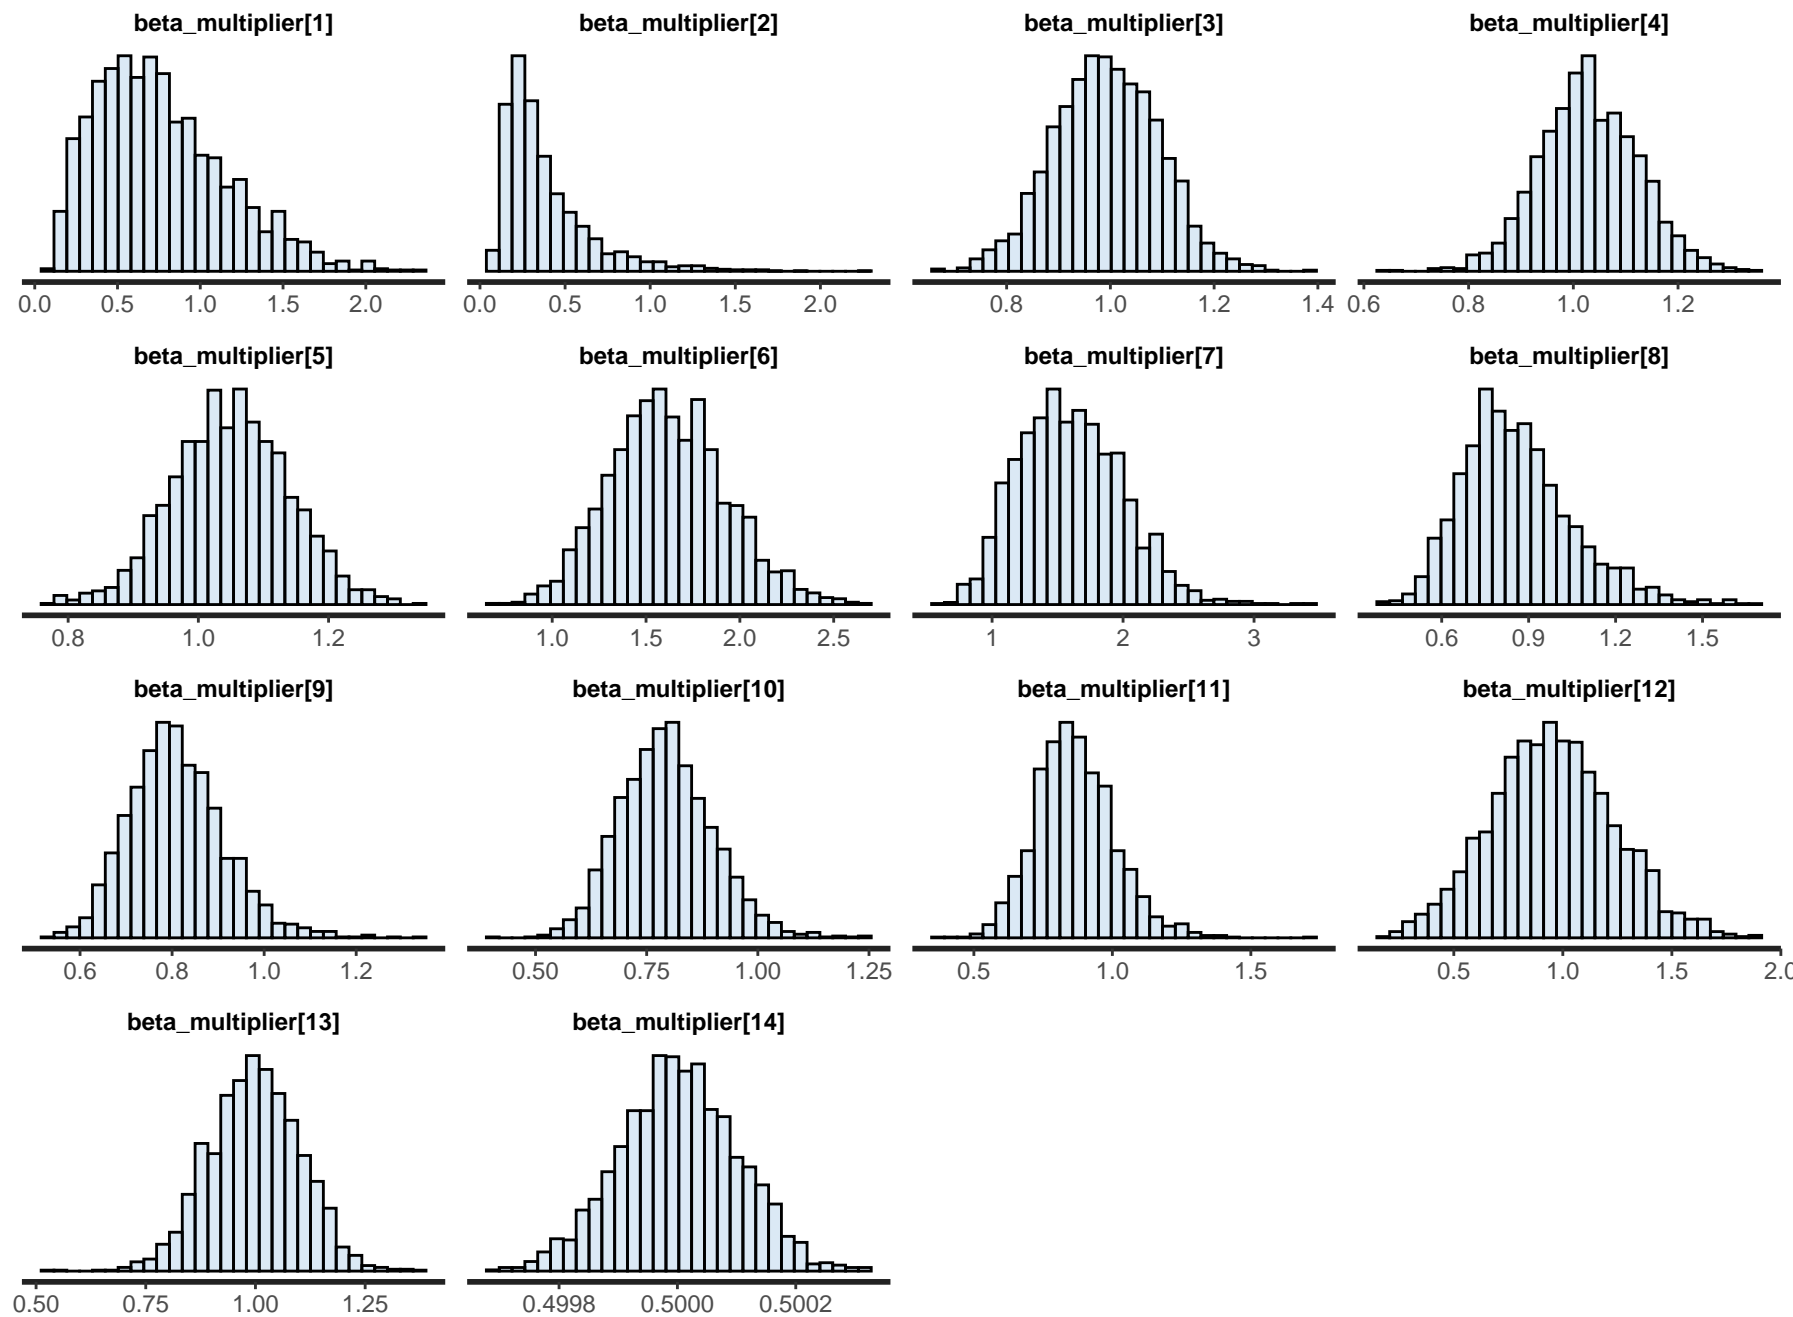 beta_multiplier[1] beta_multiplier[2] beta_multiplier[3] beta_multiplier[4]
0.0 0.5 1.0 1.5 2.0 0.0 0.5 1.0 1.5 2.0 0.8 1.0 1.2 1.4 0.6 0.8 1.0 1.2
beta_multiplier[5] beta_multiplier[6] beta_multiplier[7] beta_multiplier[8]
0.8 1.0 1.2 1.0 1.5 2.0 2.5 1 2 3 0.6 0.9 1.2 1.5
beta_multiplier[9] beta_multiplier[10] beta_multiplier[11] beta_multiplier[12]
0.6 0.8 1.0 1.2 0.50 0.75 1.00 1.25 0.5 1.0 1.5 0.5 1.0 1.5 2.0
beta_multiplier[13] beta_multiplier[14]
0.50 0.75 1.00 1.25 0.4998 0.5000 0.5002